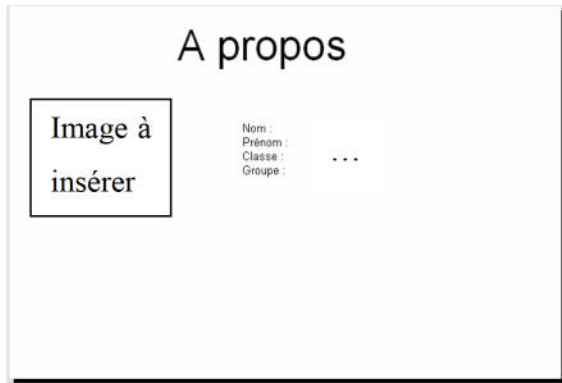 A propos
Image à
insérer
Nom :
Prénom :
Classe :
Groupe :
...